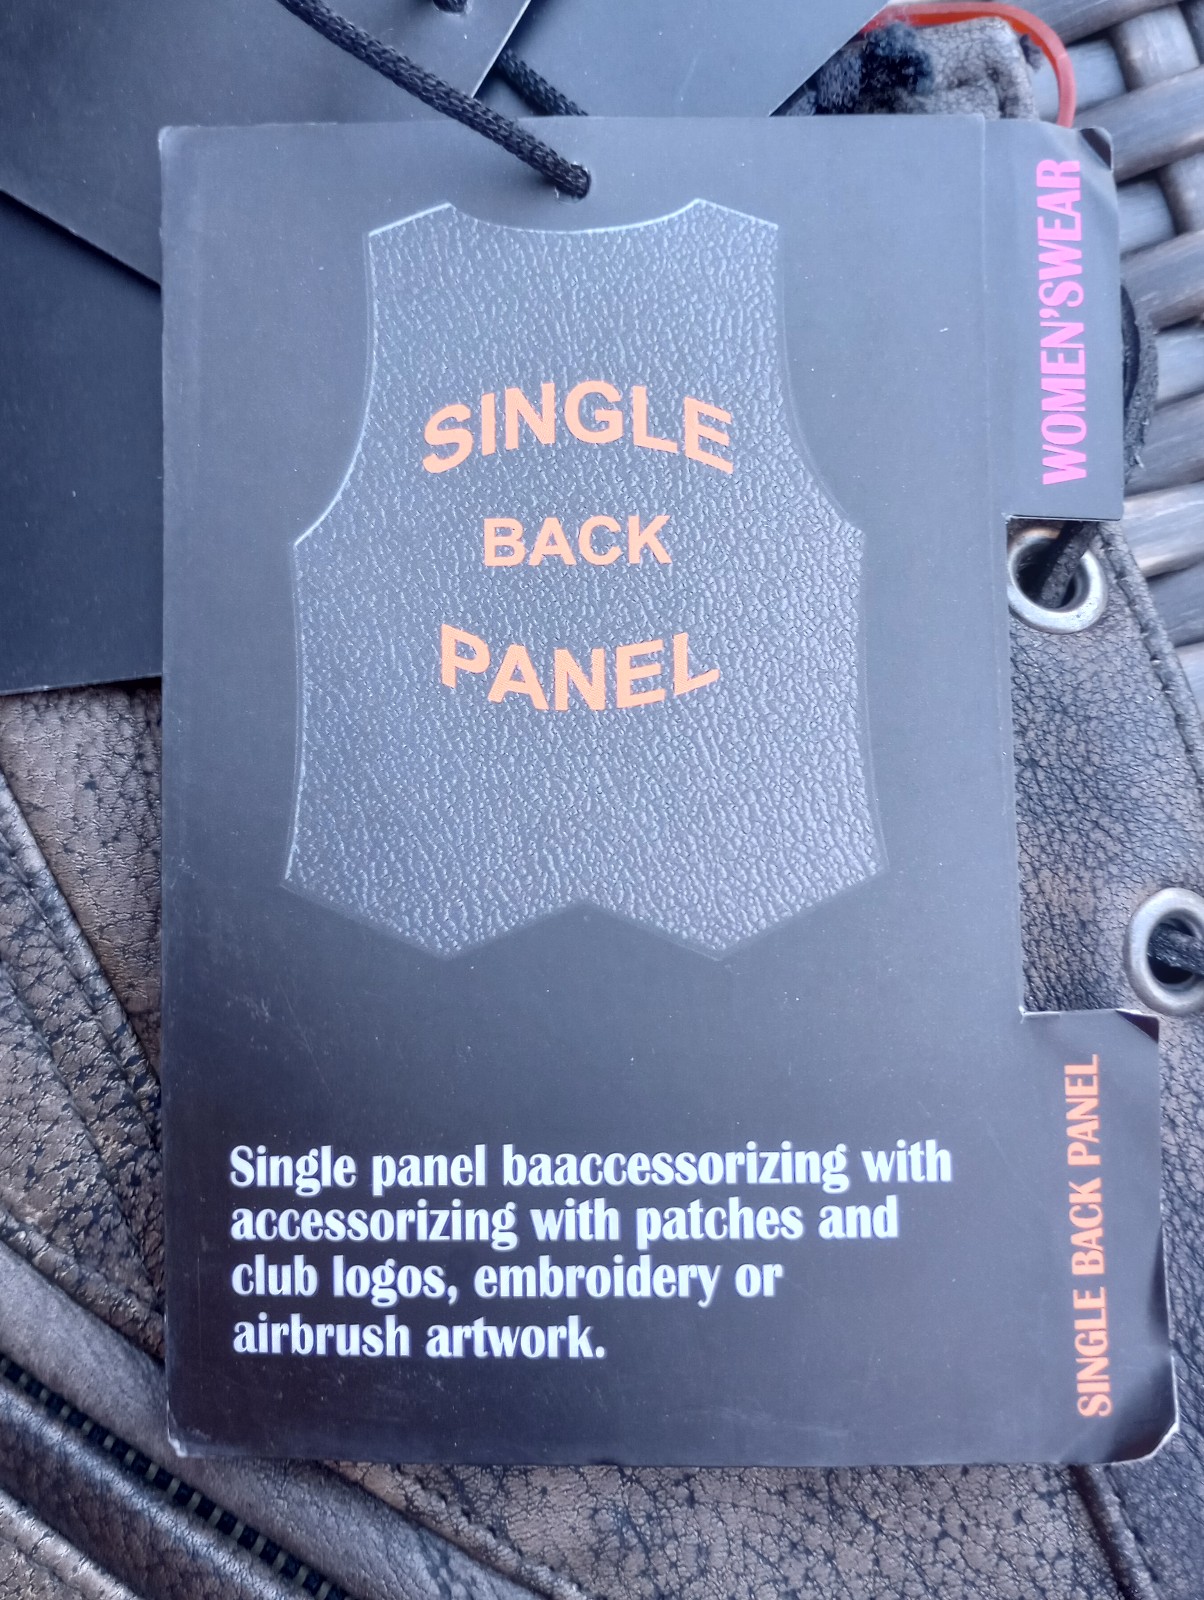 SINGLE
BACK
PANEL
WOMEN'SWEAR
Single panel baaccessorizing with
accessorizing with patches and
club logos, embroidery or
airbrush artwork.
SINGLE BACK PANEL